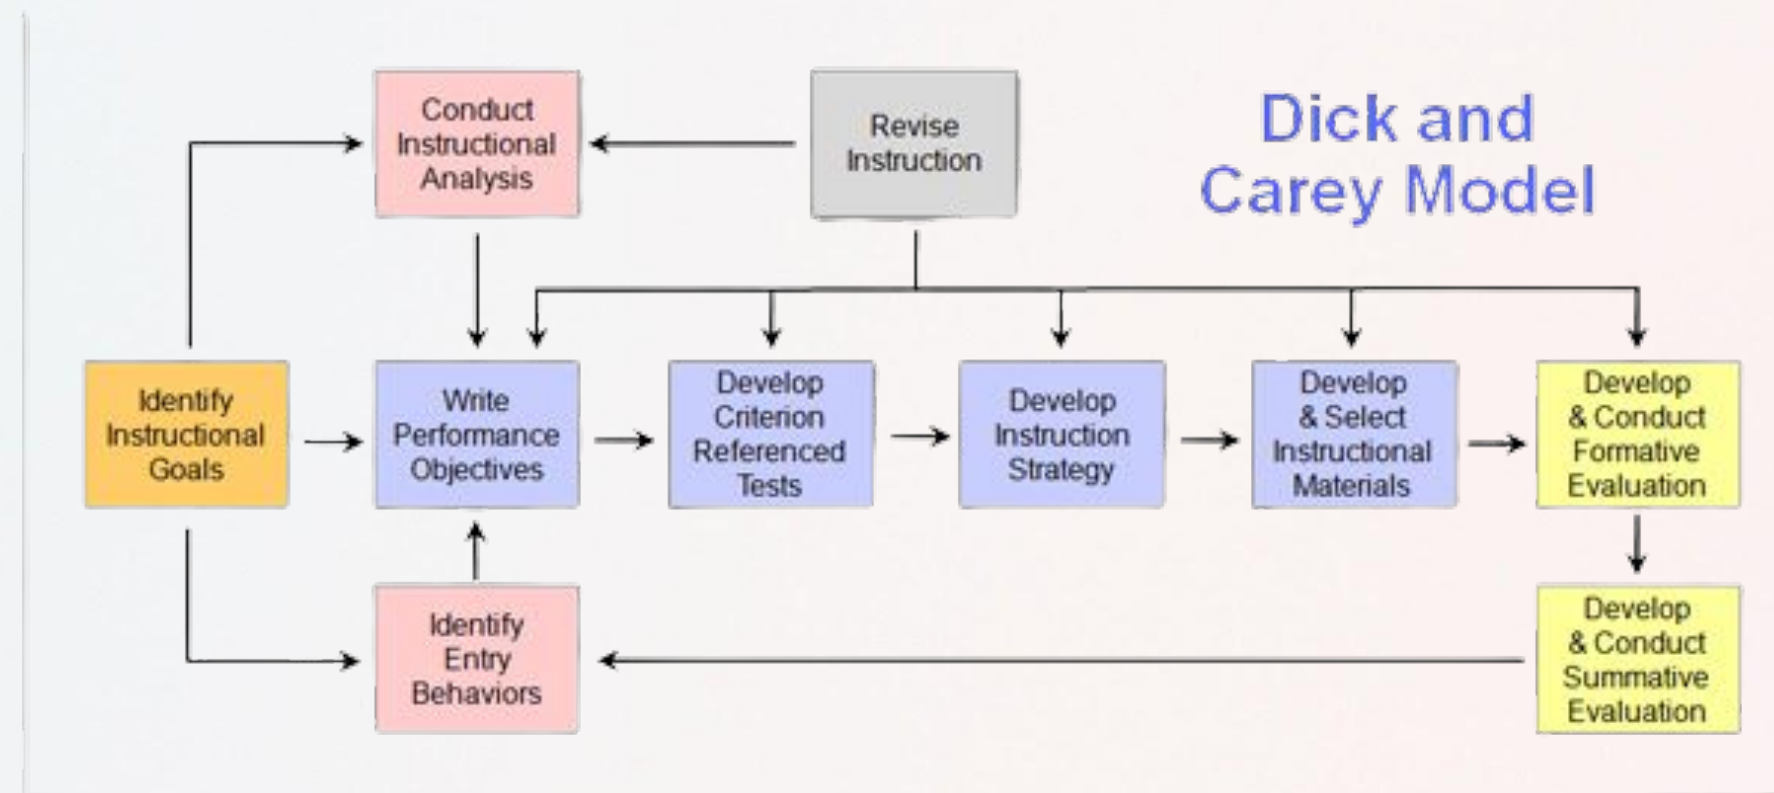 Conduct
Instructional
Analysis
Revise
Instruction
Dick and
Carey Model
Identify
Instructional
Goals
Write
Performance
Objectives
Develop
Criterion
Referenced
Tests
Develop
Instruction
Strategy
Develop
& Select
Instructional
Materials
Develop
& Conduct
Formative
Evaluation
Identify
Entry
Behaviors
Develop
& Conduct
Summative
Evaluation